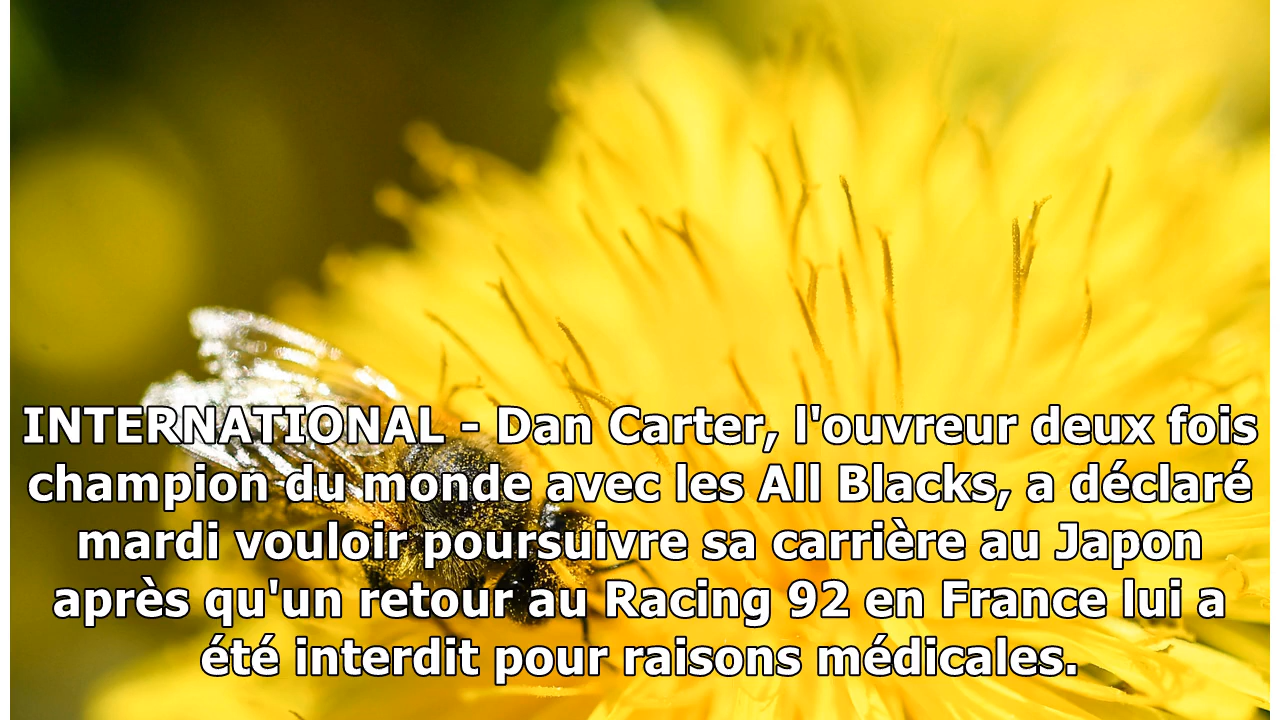 INTERNATIONAL - Dan Carter, l'ouvreur deux fois
champion du monde avec les All Blacks, a déclaré
mardi vouloir poursuivre sa carrière au Japon
après qu'un retour au Racing 92 en France lui a
été interdit pour raisons médicales.